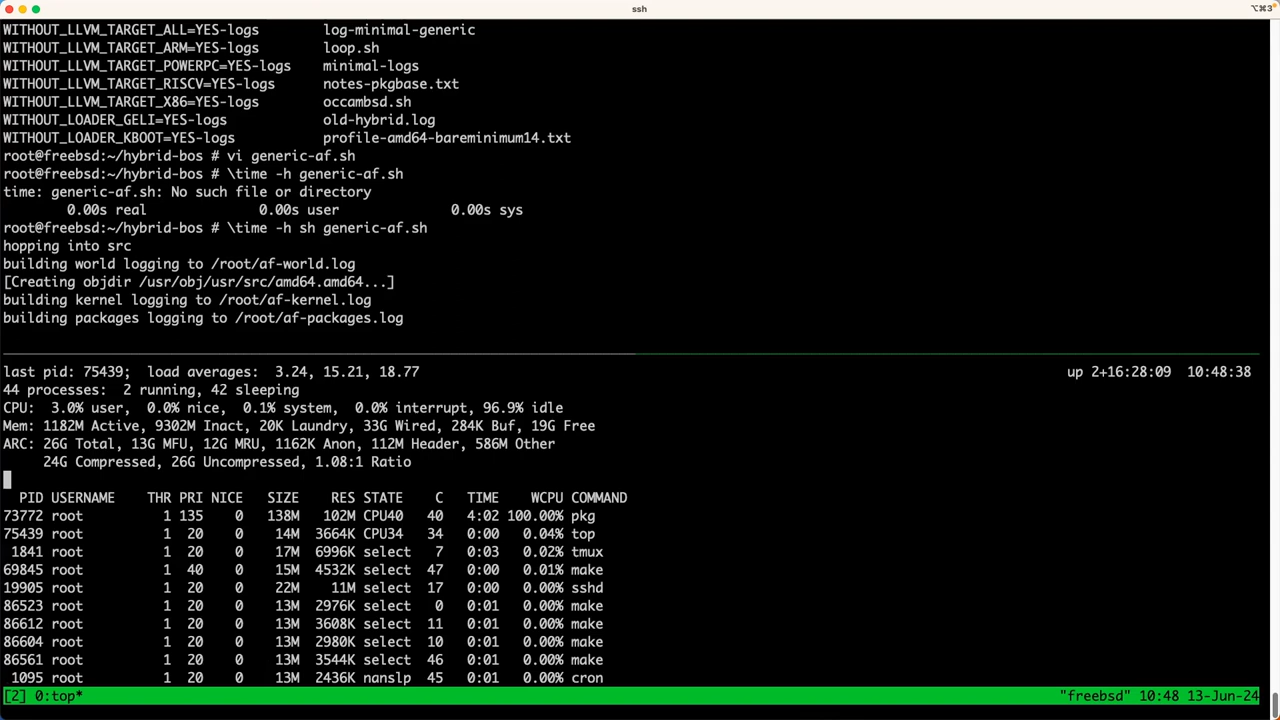 ssh
⌥⌘3
WITHOUT_LLVM_TARGET_ALL=YES-logs        log-minimal-generic
WITHOUT_LLVM_TARGET_ARM=YES-logs        loop.sh
WITHOUT_LLVM_TARGET_POWERPC=YES-logs    minimal-logs
WITHOUT_LLVM_TARGET_RISCV=YES-logs      notes-pkgbase.txt
WITHOUT_LLVM_TARGET_X86=YES-logs        occambsd.sh
WITHOUT_LOADER_GELI=YES-logs            old-hybrid.log
WITHOUT_LOADER_KBOOT=YES-logs           profile-amd64-bareminimum14.txt
root@freebsd:~/hybrid-bos # vi generic-af.sh
root@freebsd:~/hybrid-bos # \time -h generic-af.sh
time: generic-af.sh: No such file or directory
        0.00s real              0.00s user              0.00s sys
root@freebsd:~/hybrid-bos # \time -h sh generic-af.sh
hopping into src
building world logging to /root/af-world.log
[Creating objdir /usr/obj/usr/src/amd64.amd64...]
building kernel logging to /root/af-kernel.log
building packages logging to /root/af-packages.log
last pid: 75439;  load averages:  3.24, 15.21, 18.77    up 2+16:28:09  10:48:38
44 processes:  2 running, 42 sleeping
CPU:  3.0% user,  0.0% nice,  0.1% system,  0.0% interrupt, 96.9% idle
Mem: 1182M Active, 9302M Inact, 20K Laundry, 33G Wired, 284K Buf, 19G Free
ARC: 26G Total, 13G MFU, 12G MRU, 1162K Anon, 112M Header, 586M Other
     24G Compressed, 26G Uncompressed, 1.08:1 Ratio
  PID USERNAME    THR PRI NICE   SIZE    RES STATE    C   TIME    WCPU COMMAND
73772 root          1 135    0   138M   102M CPU40   40   4:02 100.00% pkg
75439 root          1  20    0    14M  3664K CPU34   34   0:00   0.04% top
 1841 root          1  20    0    17M  6996K select   7   0:03   0.02% tmux
69845 root          1  40    0    15M  4532K select  47   0:00   0.01% make
19905 root          1  20    0    22M    11M select  17   0:00   0.00% sshd
86523 root          1  20    0    13M  2976K select   0   0:01   0.00% make
86612 root          1  20    0    13M  3608K select  11   0:01   0.00% make
86604 root          1  20    0    13M  2980K select  10   0:01   0.00% make
86561 root          1  20    0    13M  3544K select  46   0:01   0.00% make
 1095 root          1  20    0    13M  2436K nanslp  45   0:01   0.00% cron
[2] 0:top*    "freebsd" 10:48 13-Jun-24